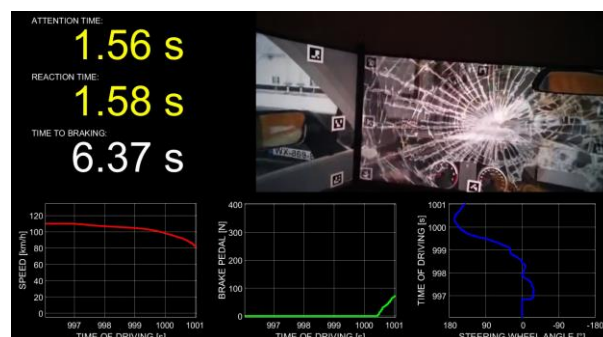 ATTENTION TIME:
1.56 s
REACTION TIME:
1.58 s
TIME TO BRAKING:
6.37 s
SPEED [km/h]
120
100
80
60
40
20
0
997 998 999 1000 1001
TIME OF DRIVING [s]
BRAKE PEDAL [N]
400
300
200
100
0
997 998 999 1000 1001
TIME OF DRIVING [s]
TIME OF DRIVING [s]
1001
1000
999
998
997
180 90 0 -90 -180
STEERING WHEEL ANGLE [°]